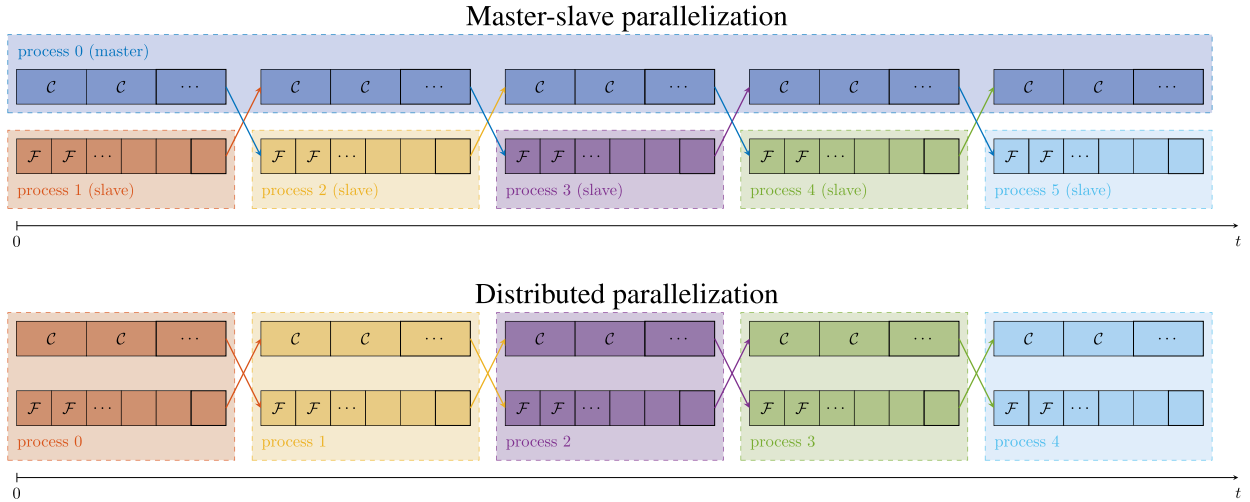 Master-slave parallelization
process 0 (master)
𝒞 𝒞 ··· 𝒞 𝒞 ··· 𝒞 𝒞 ··· 𝒞 𝒞 ··· 𝒞 𝒞 ···
ℱ ℱ ··· ℱ ℱ ··· ℱ ℱ ··· ℱ ℱ ··· ℱ ℱ ···
process 1 (slave) process 2 (slave) process 3 (slave) process 4 (slave) process 5 (slave)
0 t
Distributed parallelization
𝒞 𝒞 ··· 𝒞 𝒞 ··· 𝒞 𝒞 ··· 𝒞 𝒞 ··· 𝒞 𝒞 ···
ℱ ℱ ··· ℱ ℱ ··· ℱ ℱ ··· ℱ ℱ ··· ℱ ℱ ···
process 0 process 1 process 2 process 3 process 4
0 t